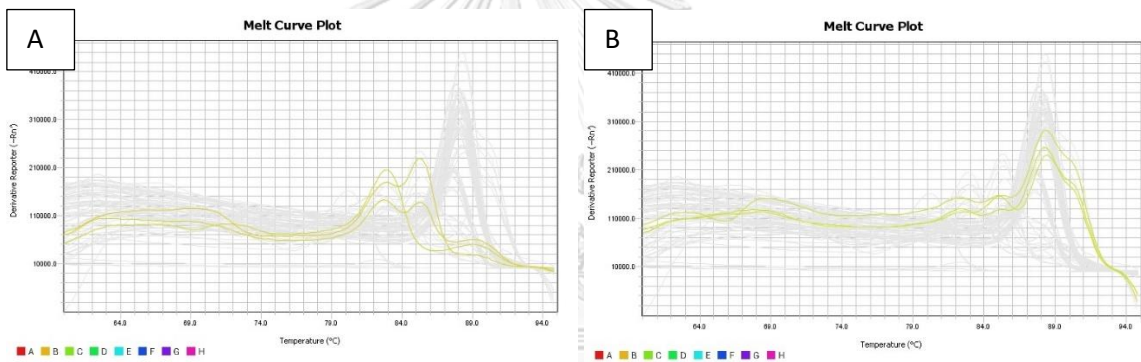 A
Melt Curve Plot
Derivative Reporter (-Rn')
410000.0
310000.0
210000.0
110000.0
10000.0
64.0 69.0 74.0 79.0 84.0 89.0 94.0
Temperature (°C)
A B C D E F G H
B
Melt Curve Plot
Derivative Reporter (-Rn')
410000.0
310000.0
210000.0
110000.0
10000.0
64.0 69.0 74.0 79.0 84.0 89.0 94.0
Temperature (°C)
A B C D E F G H